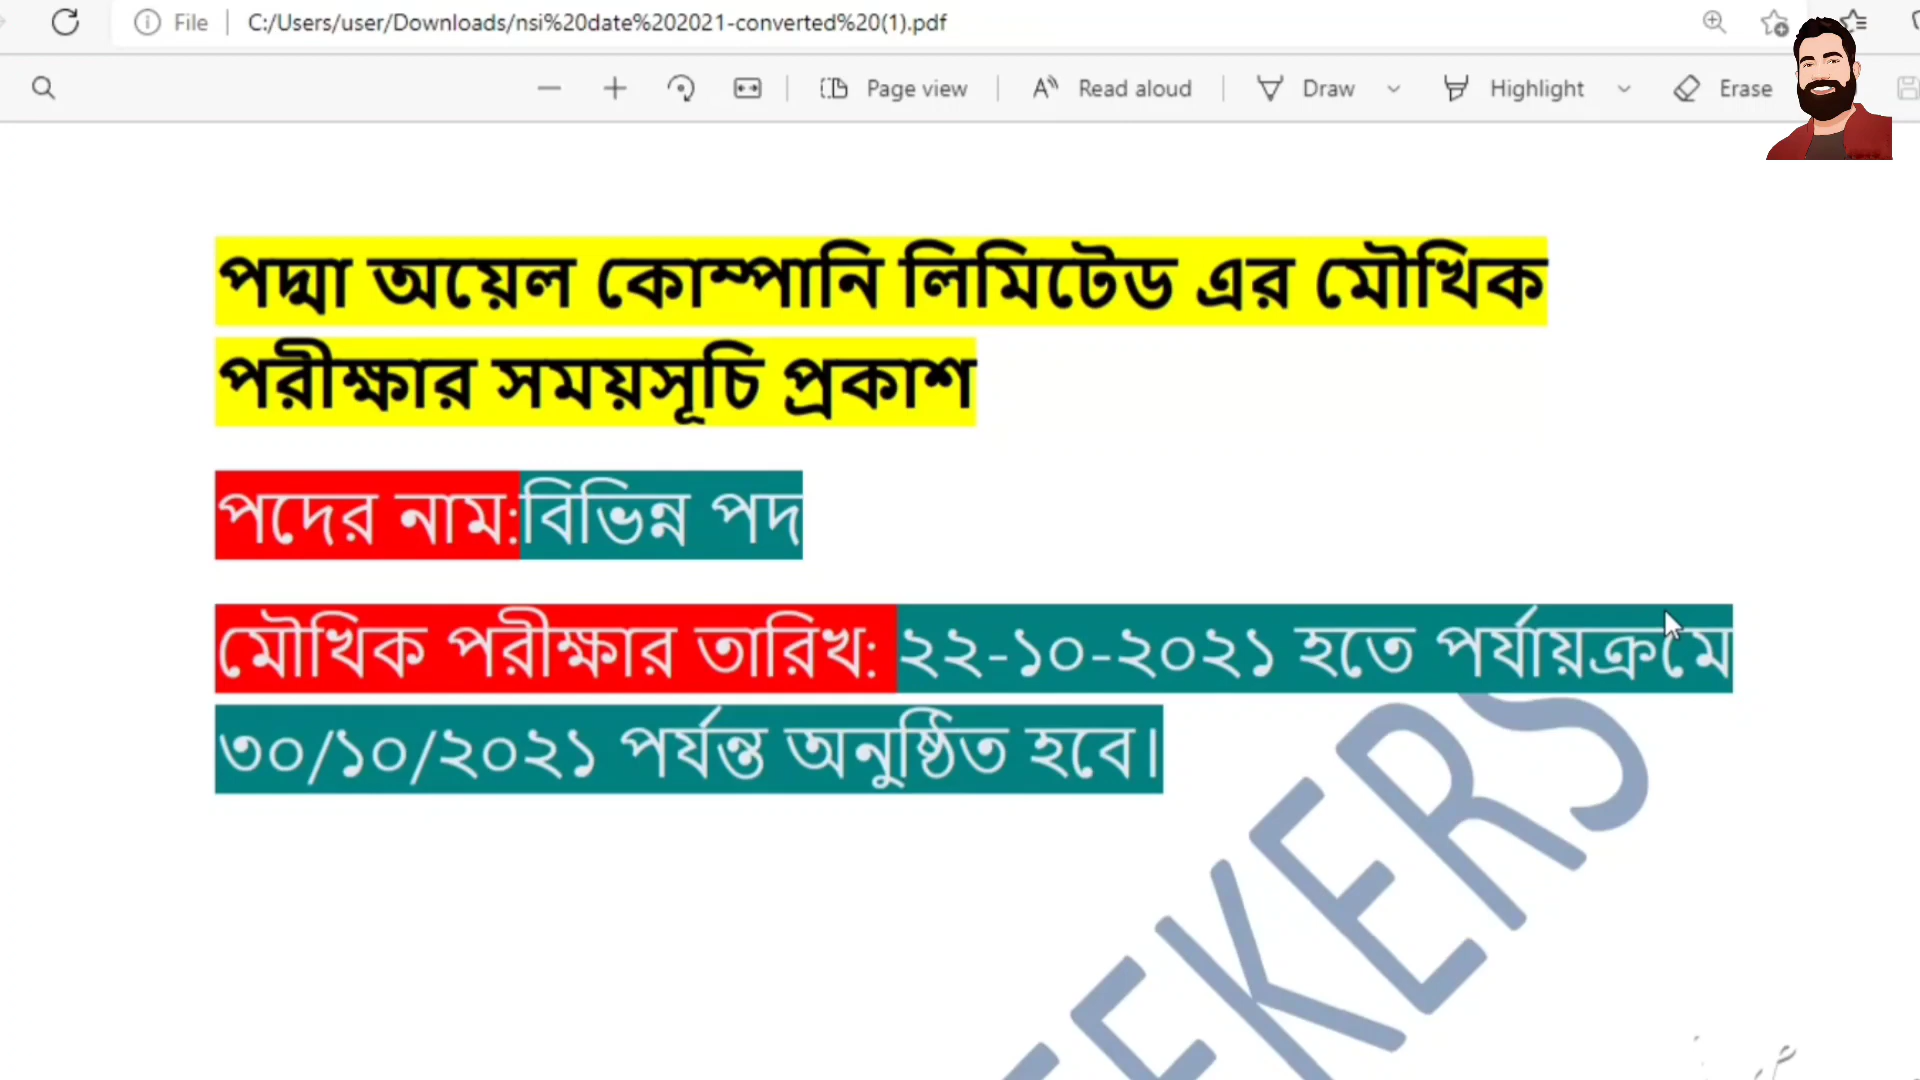 File | C:/Users/user/Downloads/nsi%20date%202021-converted%20(1).pdf
Page view | Read aloud | Draw Highlight Erase
পদ্মা অয়েল কোম্পানি লিমিটেড এর মৌখিক
পরীক্ষার সময়সূচি প্রকাশ
পদের নাম:বিভিন্ন পদ
মৌখিক পরীক্ষার তারিখ: ২২-১০-২০২১ হতে পর্যায়ক্রমে
৩০/১০/২০২১ পর্যন্ত অনুষ্ঠিত হবে।
EEKERS